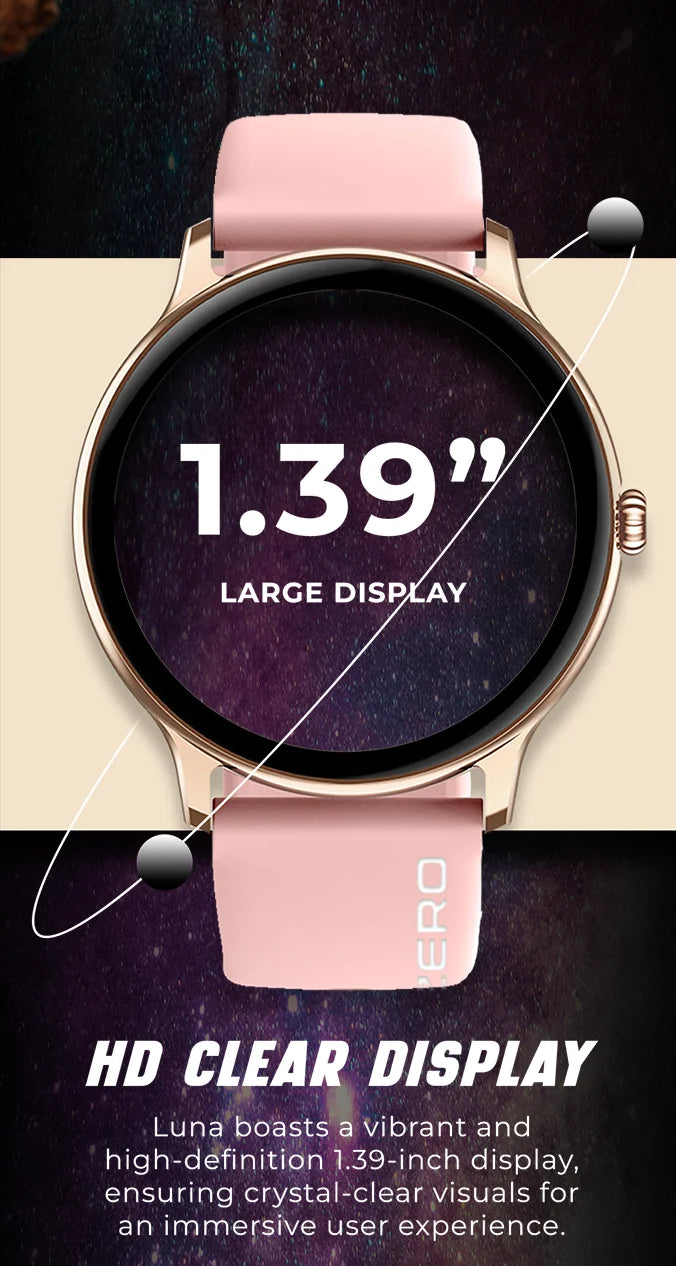 1.39”
LARGE DISPLAY
ERO
HD CLEAR DISPLAY
Luna boasts a vibrant and
high-definition 1.39-inch display,
ensuring crystal-clear visuals for
an immersive user experience.